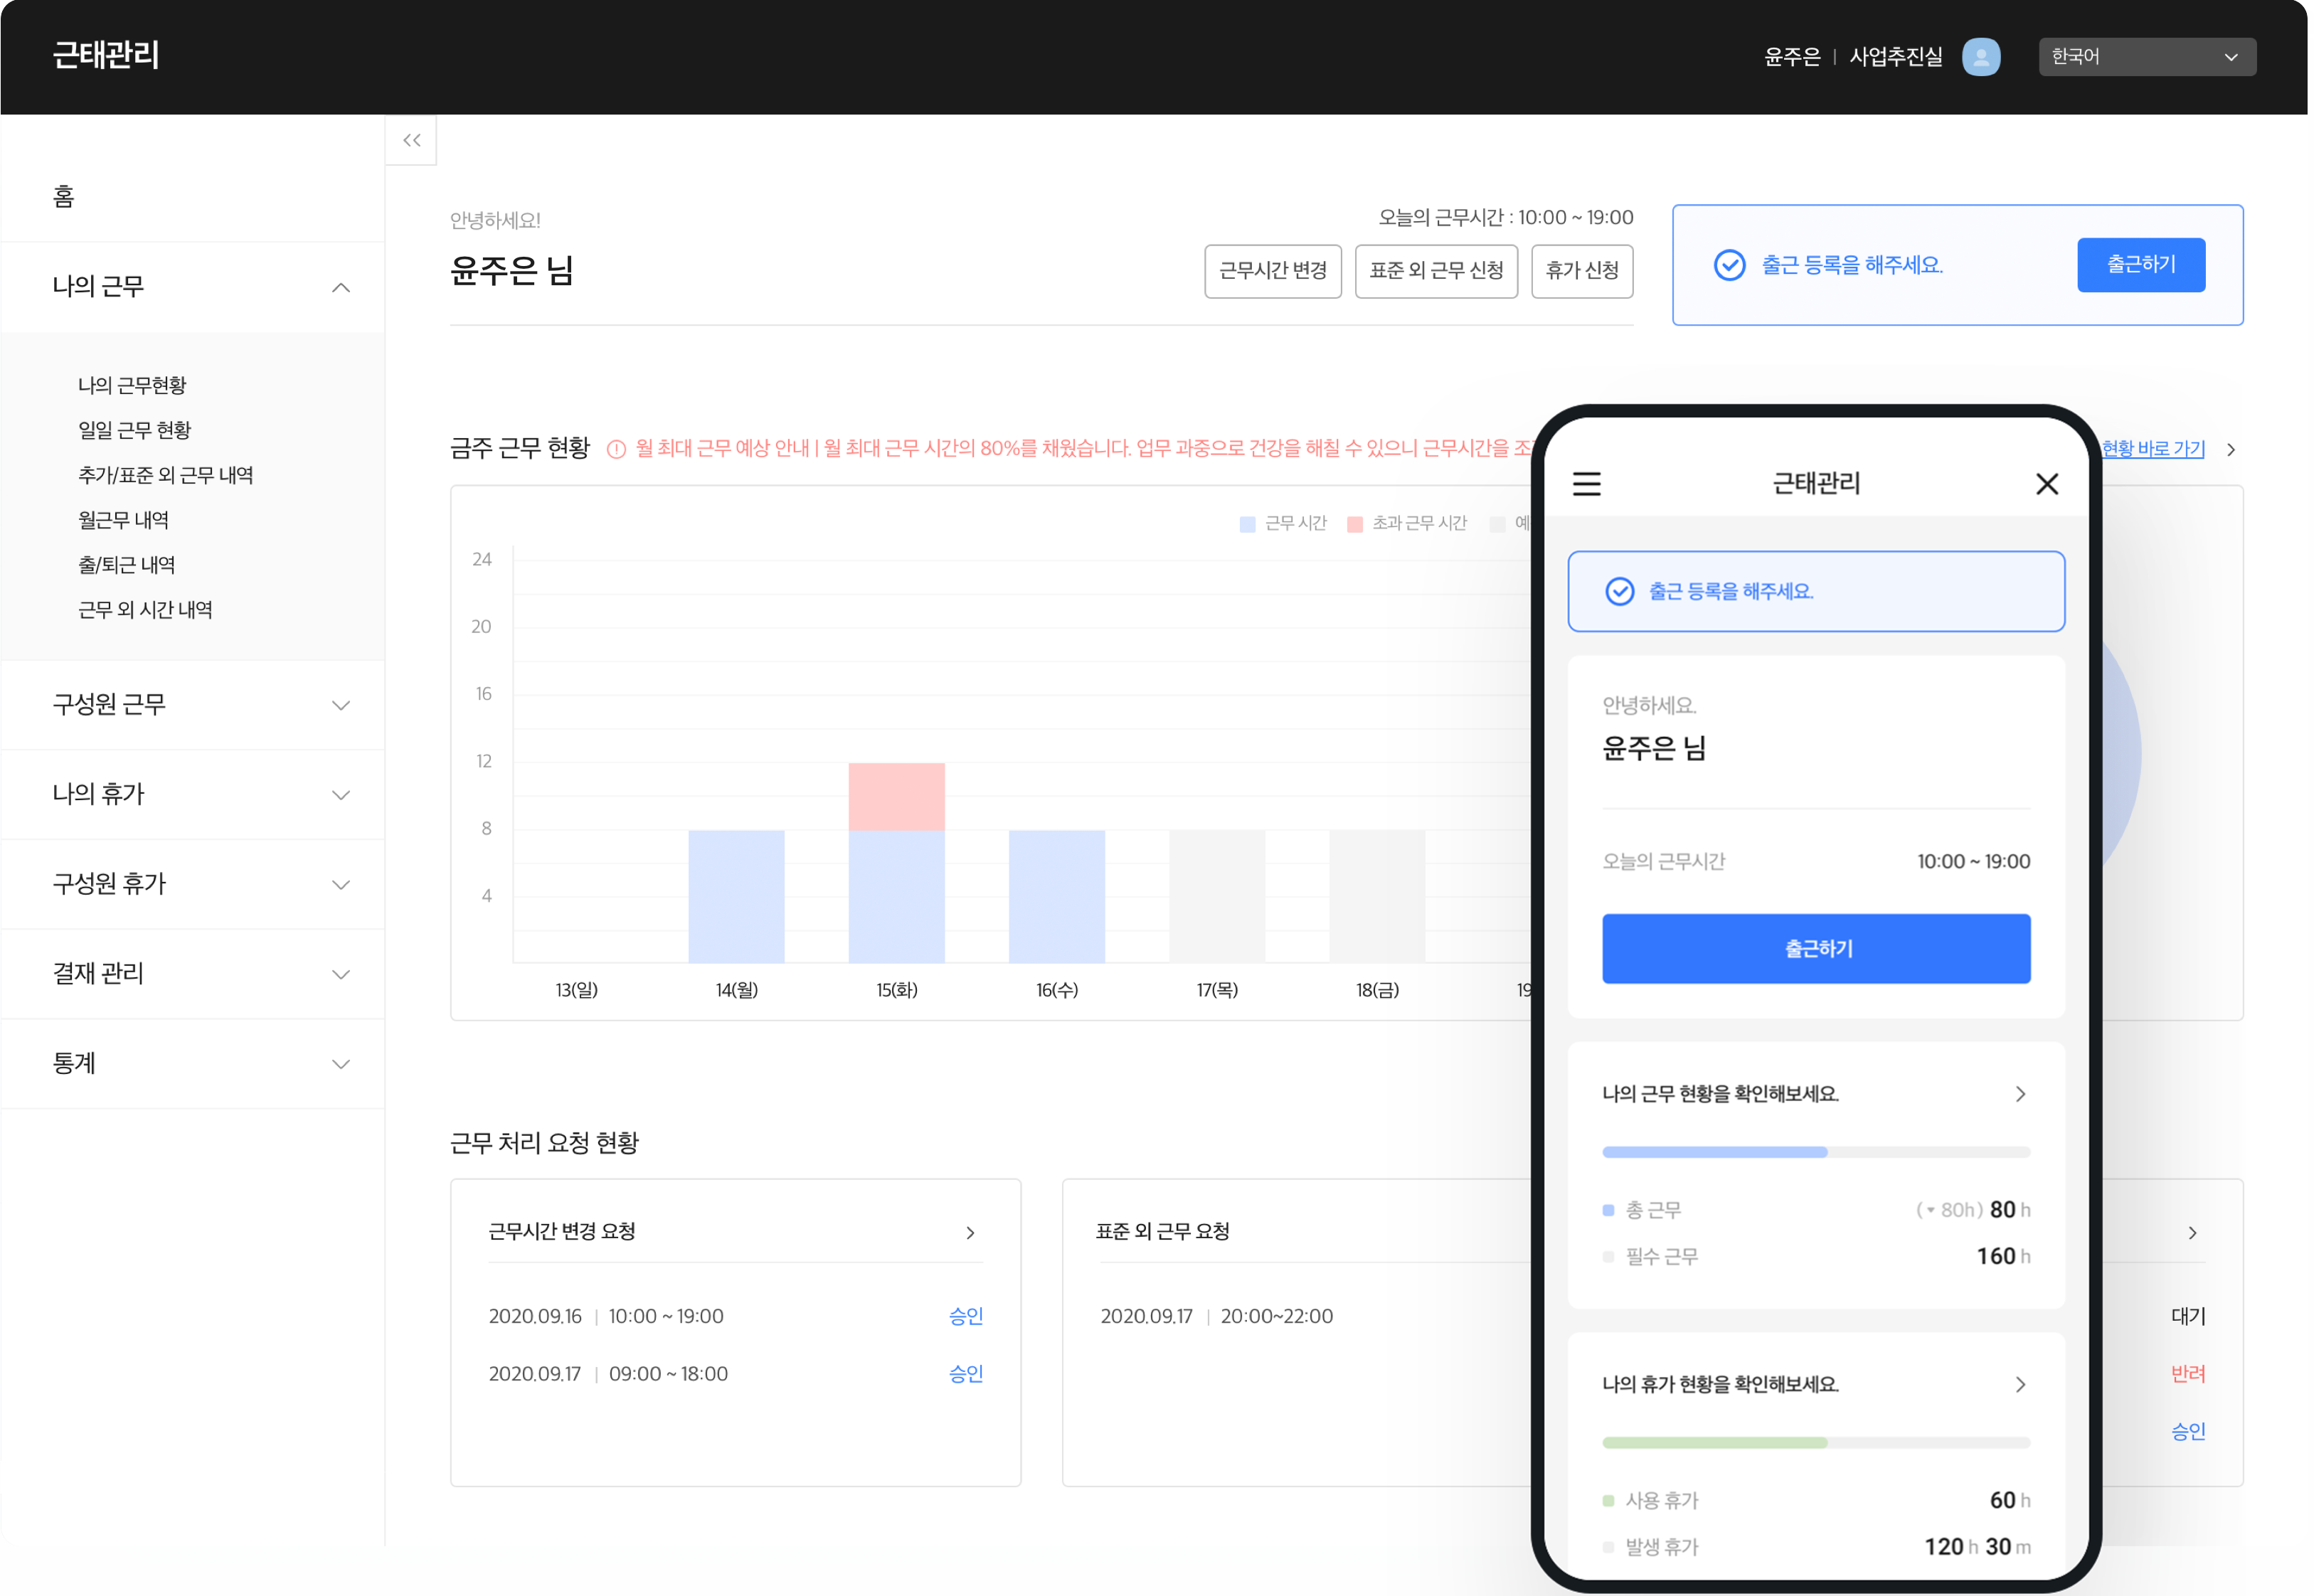 근태관리
윤주은 | 사업추진실
한국어
홈
나의 근무
나의 근무현황
일일 근무 현황
추가/표준 외 근무 내역
월근무 내역
출/퇴근 내역
근무 외 시간 내역
구성원 근무
나의 휴가
구성원 휴가
결재 관리
통계
안녕하세요!
윤주은 님
오늘의 근무시간 : 10:00 ~ 19:00
근무시간 변경
표준 외 근무 신청
휴가 신청
출근 등록을 해주세요.
출근하기
금주 근무 현황
월 최대 근무 예상 안내 | 월 최대 근무 시간의 80%를 채웠습니다. 업무 과중으로 건강을 해칠 수 있으니 근무시간을 조
현황 바로 가기
근무 시간
초과 근무 시간
예
24
20
16
12
8
4
13(일)
14(월)
15(화)
16(수)
17(목)
18(금)
19
근무 처리 요청 현황
근무시간 변경 요청
2020.09.16 | 10:00 ~ 19:00 승인
2020.09.17 | 09:00 ~ 18:00 승인
표준 외 근무 요청
2020.09.17 | 20:00~22:00
대기
반려
승인
근태관리
출근 등록을 해주세요.
안녕하세요.
윤주은 님
오늘의 근무시간 10:00 ~ 19:00
출근하기
나의 근무 현황을 확인해보세요.
총 근무 (▼ 80h) 80 h
필수 근무 160 h
나의 휴가 현황을 확인해보세요.
사용 휴가 60 h
발생 휴가 120 h 30 m